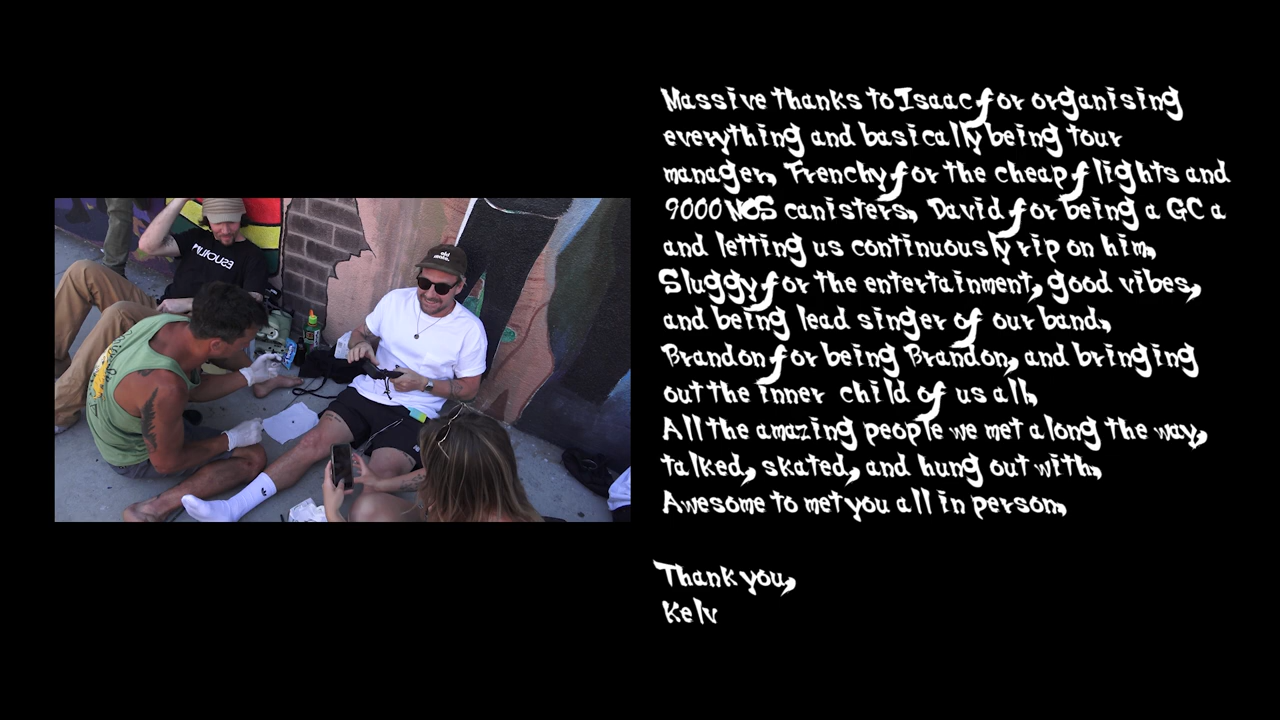 Massive thanks to Isaac for organising
everything and basically being tour
manager, Frenchy for the cheap flights and
9000 NOS canisters, David for being a GC a
and letting us continuously rip on him,
Sluggy for the entertainment, good vibes,
and being lead singer of our band,
Brandon for being Brandon, and bringing
out the inner child of us all,
All the amazing people we met along the way,
talked, skated, and hung out with,
Awesome to met you all in person,
Thank you,
Kelv